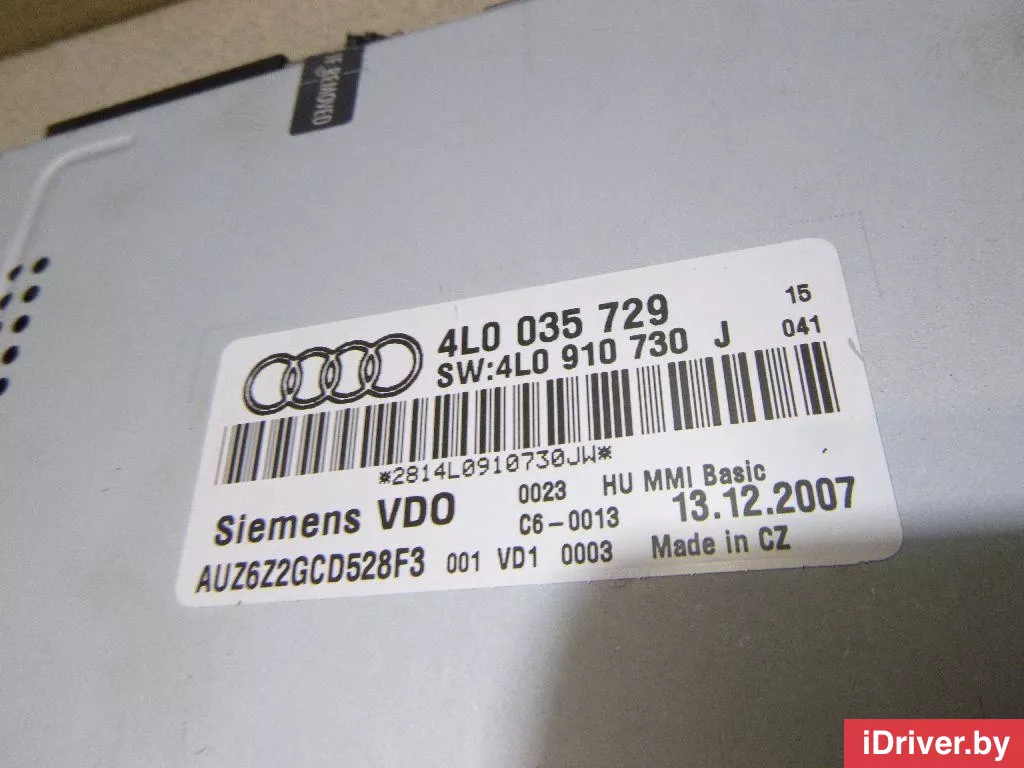 IF REMOVED
4L0 035 729 15
SW:4L0 910 730 J 041
*2814L0910730JW*
Siemens VDO 0023 HU MMI Basic
C6-0013 13.12.2007
AUZ6Z2GCD528F3 001 VD1 0003 Made in CZ
iDriver.by